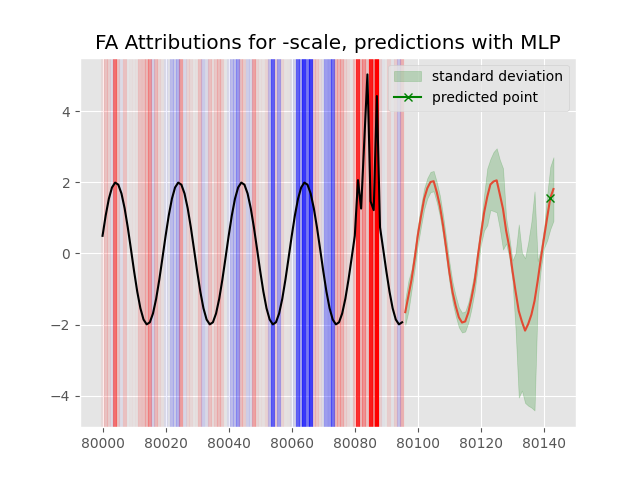 FA Attributions for -scale, predictions with MLP
standard deviation
predicted point
4
2
0
−2
−4
80000 80020 80040 80060 80080 80100 80120 80140